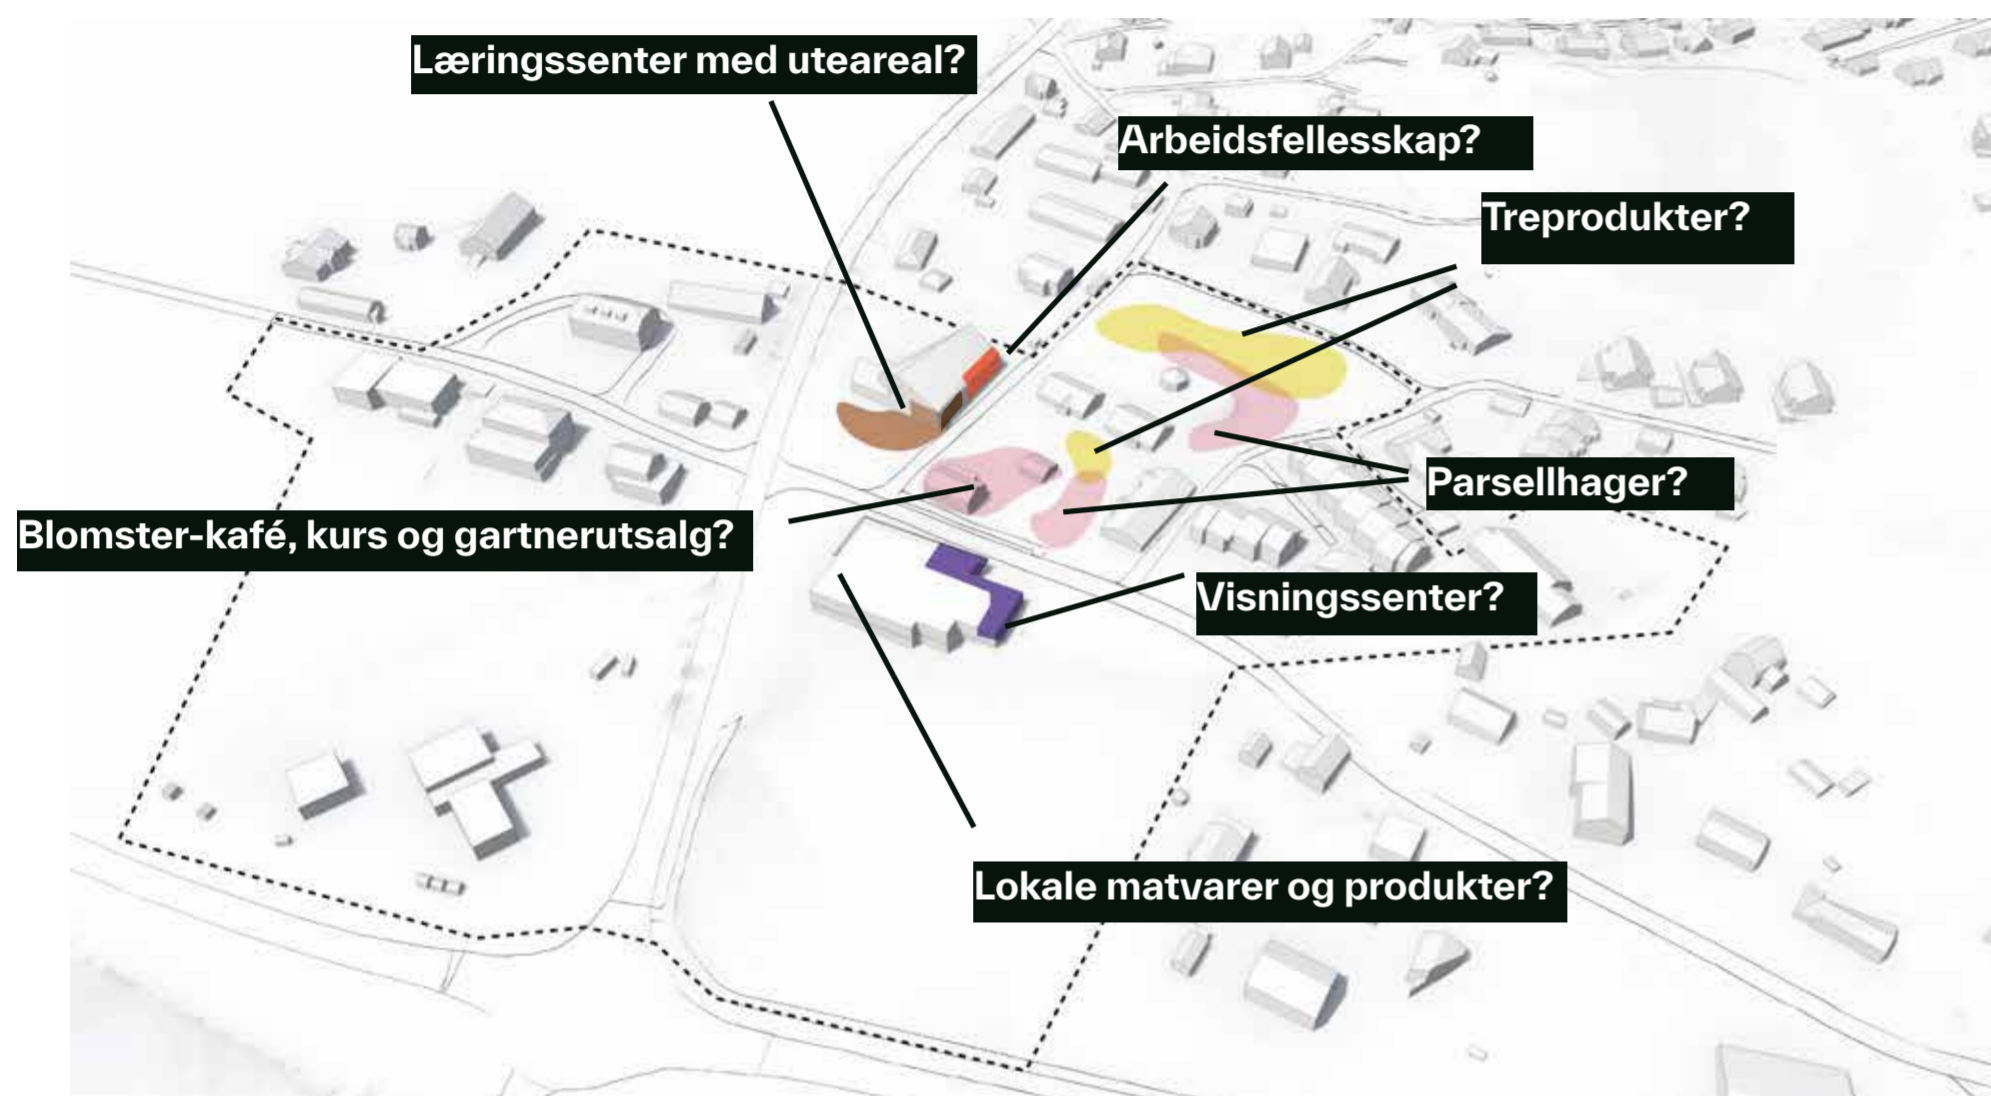 Læringssenter med uteareal?
Arbeidsfellesskap?
Treprodukter?
Parsellhager?
Blomster-kafé, kurs og gartnerutsalg?
Visningssenter?
Lokale matvarer og produkter?